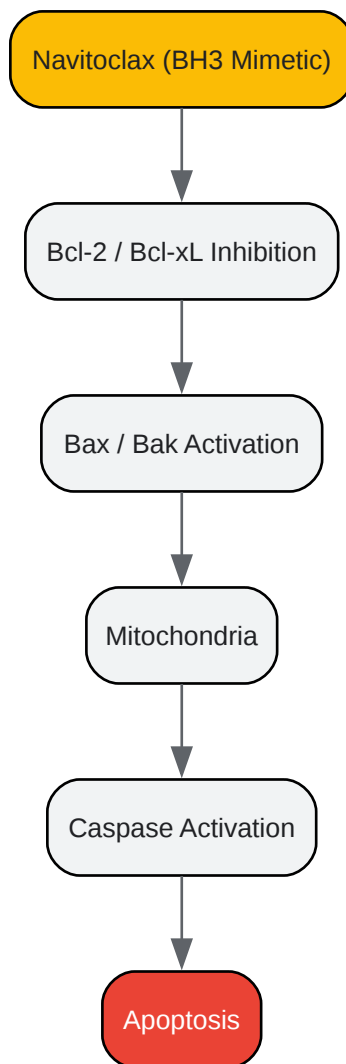 Navitoclax (BH3 Mimetic)
Bcl-2 / Bcl-xL Inhibition
Bax / Bak Activation
Mitochondria
Caspase Activation
Apoptosis